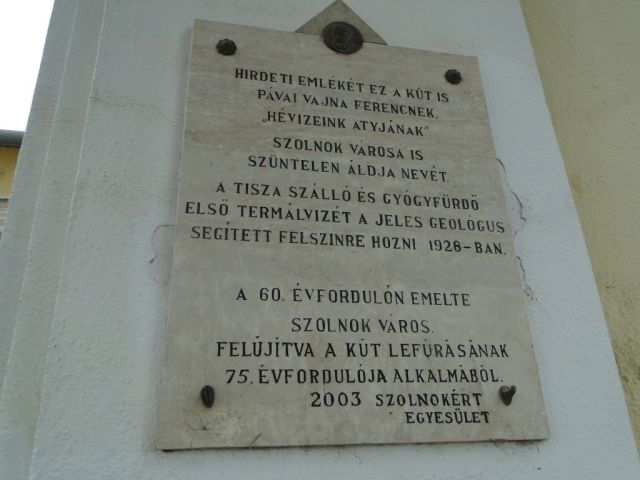 HIRDETI EMLÉKÉT EZ A KÚT IS
PÁVAI VAJNA FERENCNEK,
„HÉVIZEINK ATYJÁNAK”
SZOLNOK VÁROSA IS
SZÜNTELEN ÁLDJA NEVÉT.
A TISZA SZÁLLÓ ÉS GYÓGYFÜRDŐ
ELSŐ TERMÁLVIZÉT A JELES GEOLÓGUS
SEGÍTETT FELSZINRE HOZNI 1928-BAN.
A 60. ÉVFORDULÓN EMELTE
SZOLNOK VÁROS.
FELÚJÍTVA A KÚT LEFÚRÁSÁNAK
75. ÉVFORDULÓJA ALKALMÁBÓL.
2003 SZOLNOKÉRT
EGYESÜLET